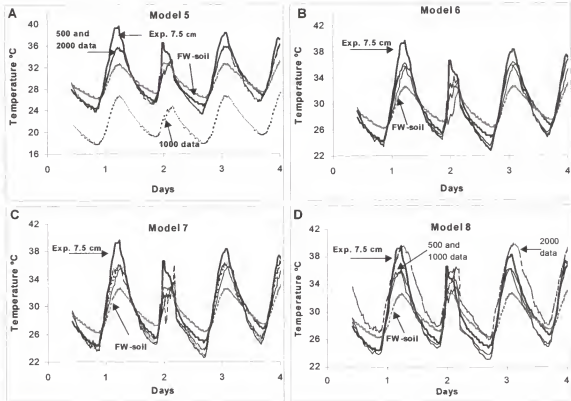 A
Model 5
Temperature ºC
40
36
32
28
24
20
16
500 and
2000 data
Exp. 7.5 cm
FW-soil
1000 data
0
1
2
3
4
Days
B
Model 6
Temperature ºC
42
38
34
30
26
22
Exp. 7.5 cm
FW-soil
0
1
2
3
4
Days
C
Model 7
Temperature ºC
42
38
34
30
26
22
Exp. 7.5 cm
FW-soil
0
1
2
3
4
Days
D
Model 8
Temperature ºC
42
38
34
30
26
22
Exp. 7.5 cm
500 and
1000 data
2000
data
FW-soil
0
1
2
3
4
Days